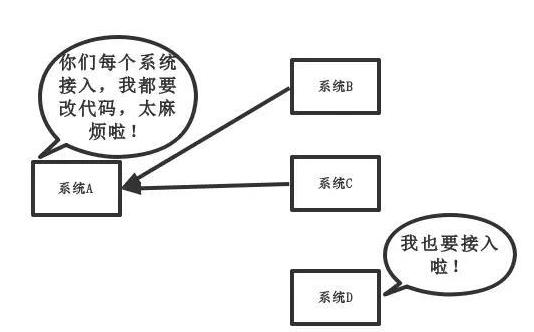 你们每个系统
接入，我都要
改代码，太麻
烦啦！
系统B
系统A
系统C
我也要接入
啦！
系统D